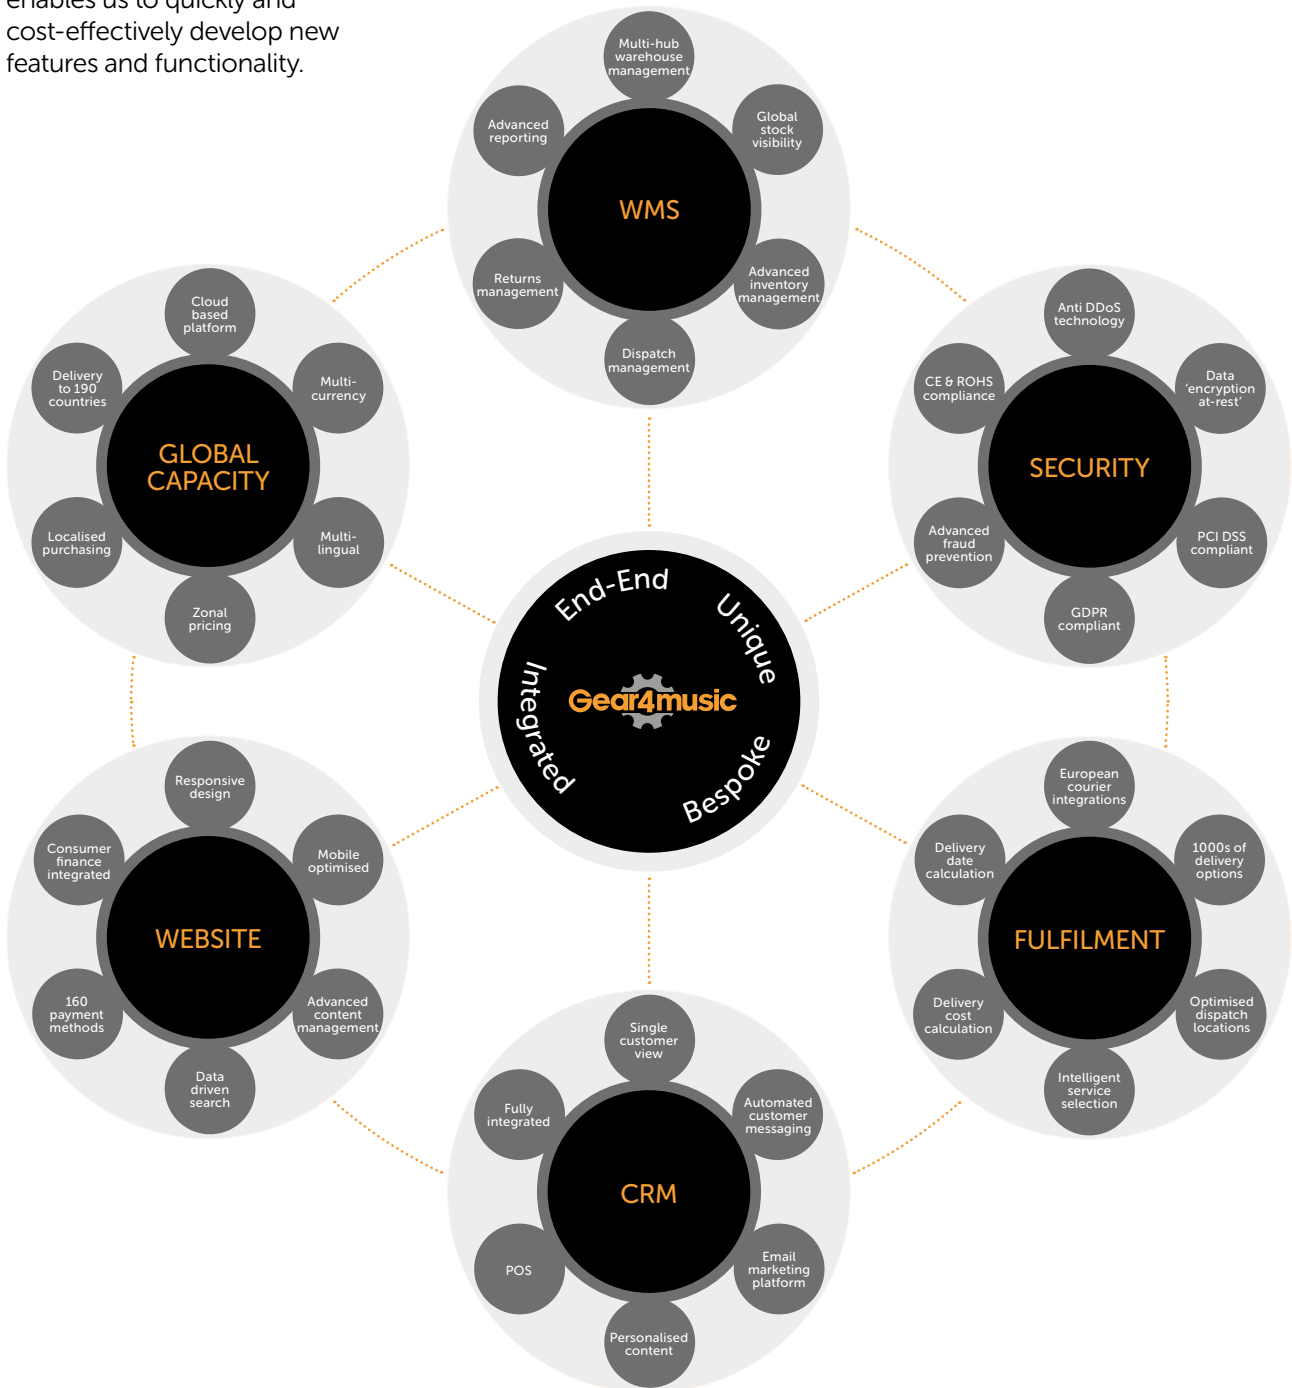 enables us to quickly and
cost-effectively develop new
features and functionality.
Multi-hub
warehouse
management
Advanced
reporting
Global
stock
visibility
WMS
Returns
management
Advanced
inventory
management
Dispatch
management
Cloud
based
platform
Delivery
to 190
countries
Multi-
currency
GLOBAL
CAPACITY
Localised
purchasing
Multi-
lingual
Zonal
pricing
Anti DDoS
technology
CE & ROHS
compliance
Data
‘encryption
at-rest’
SECURITY
Advanced
fraud
prevention
PCI DSS
compliant
GDPR
compliant
End-End
Unique
Integrated
Gear4music
Bespoke
Responsive
design
Consumer
finance
integrated
Mobile
optimised
WEBSITE
160
payment
methods
Advanced
content
management
Data
driven
search
European
courier
integrations
Delivery
date
calculation
1000s of
delivery
options
FULFILMENT
Delivery
cost
calculation
Optimised
dispatch
locations
Intelligent
service
selection
Single
customer
view
Fully
integrated
Automated
customer
messaging
CRM
POS
Email
marketing
platform
Personalised
content